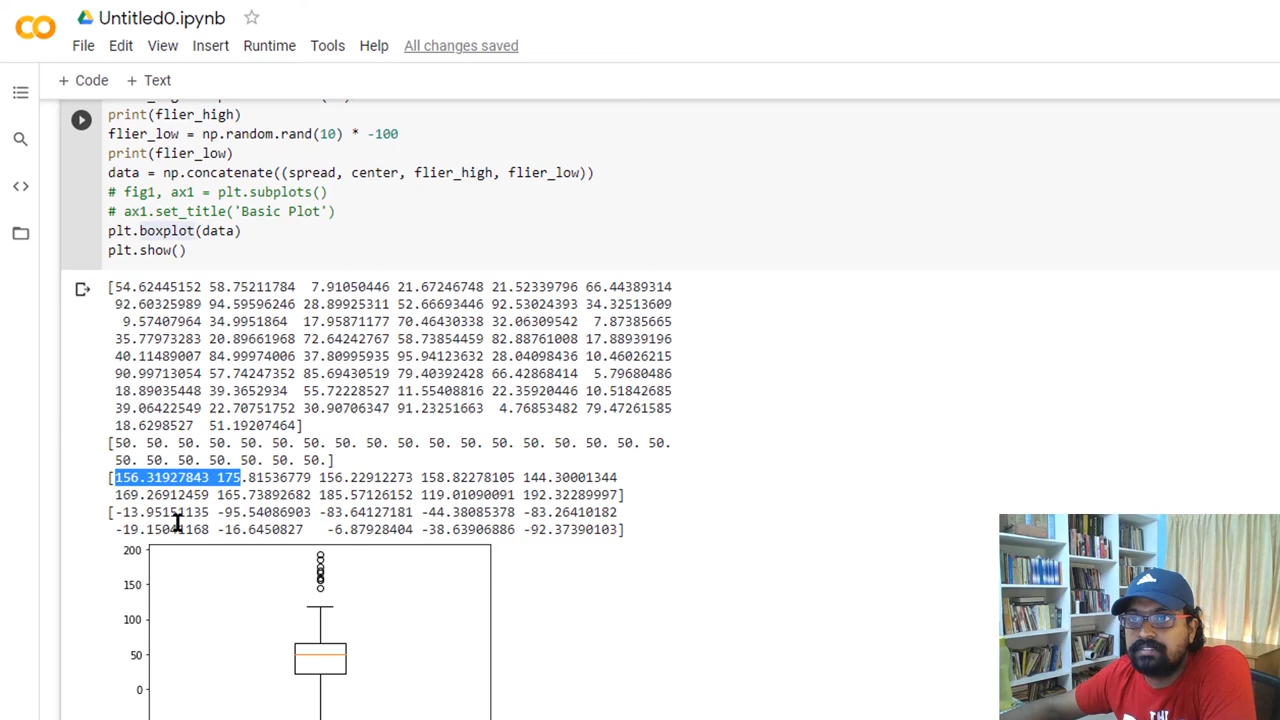 Untitled0.ipynb
File Edit View Insert Runtime Tools Help All changes saved
+ Code + Text
print(flier_high)
flier_low = np.random.rand(10) * -100
print(flier_low)
data = np.concatenate((spread, center, flier_high, flier_low))
# fig1, ax1 = plt.subplots()
# ax1.set_title('Basic Plot')
plt.boxplot(data)
plt.show()
[54.62445152 58.75211784 7.91050446 21.67246748 21.52339796 66.44389314
92.60325989 94.59596246 28.89925311 52.66693446 92.53024393 34.32513609
9.57407964 34.9951864 17.95871177 70.46430338 32.06309542 7.87385665
35.77973283 20.89661968 72.64242767 58.73854459 82.88761008 17.88939196
40.11489007 84.99974006 37.80995935 95.94123632 28.04098436 10.46026215
90.99713054 57.74247352 85.69430519 79.40392428 66.42868414 5.79680486
18.89035448 39.3652934 55.72228527 11.55408816 22.35920446 10.51842685
39.06422549 22.70751752 30.90706347 91.23251663 4.76853482 79.47261585
18.6298527 51.19207464]
[50. 50. 50. 50. 50. 50. 50. 50. 50. 50. 50. 50. 50. 50. 50. 50. 50. 50.
50. 50. 50. 50. 50. 50. 50.]
[156.31927843 175.81536779 156.22912273 158.82278105 144.30001344
169.26912459 165.73892682 185.57126152 119.01090091 192.32289997]
[-13.95151135 -95.54086903 -83.64127181 -44.38085378 -83.26410182
-19.15041168 -16.6450827 -6.87928404 -38.63906886 -92.37390103]
200
150
100
50
0